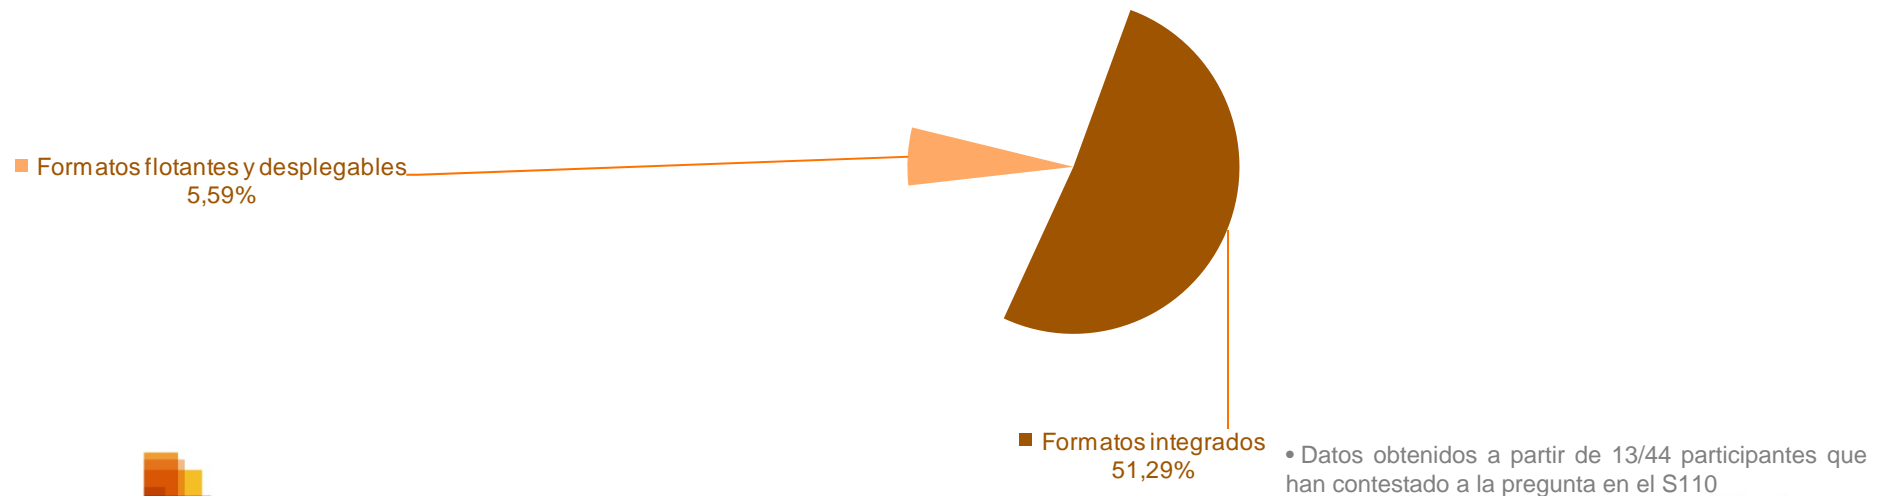 Formatos flotantes y desplegables
5,59%
Formatos integrados
51,29%
• Datos obtenidos a partir de 13/44 participantes que
han contestado a la pregunta en el S110